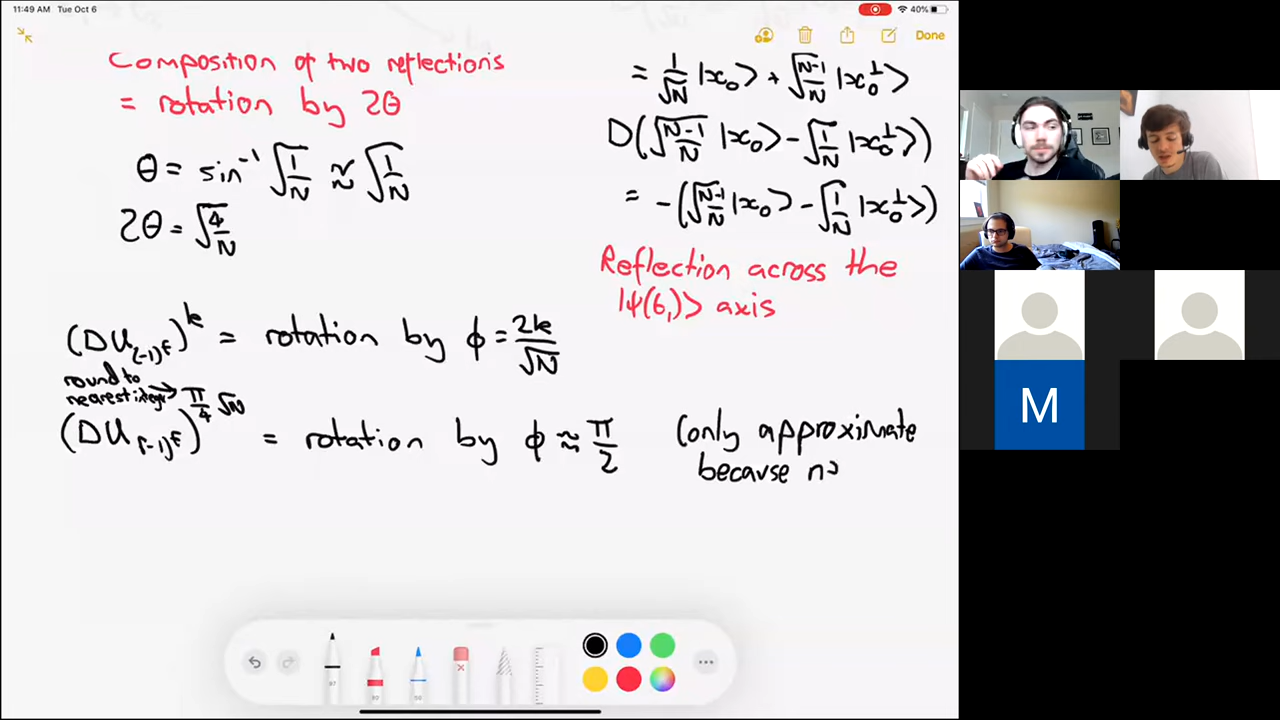 11:49 AM Tue Oct 6
40%
Done
Composition of two reflections
= rotation by 2θ
θ = sin⁻¹ √(1/N) ≈ √(1/N)
2θ = √(4/N)
= 1/√N |x₀> + √(N-1/N) |x₀^⊥>
D(√(N-1/N) |x₀> - √(1/N) |x₀^⊥>)
= -(√(N-1/N) |x₀> - √(1/N) |x₀^⊥>)
Reflection across the
|ψ(6,)> axis
(DU(-1)^f)^k = rotation by ϕ = 2k/√N
round to
nearest integer → π/4 √N
(DU(-1)^f) = rotation by ϕ ≈ π/2
(only approximate
because
M